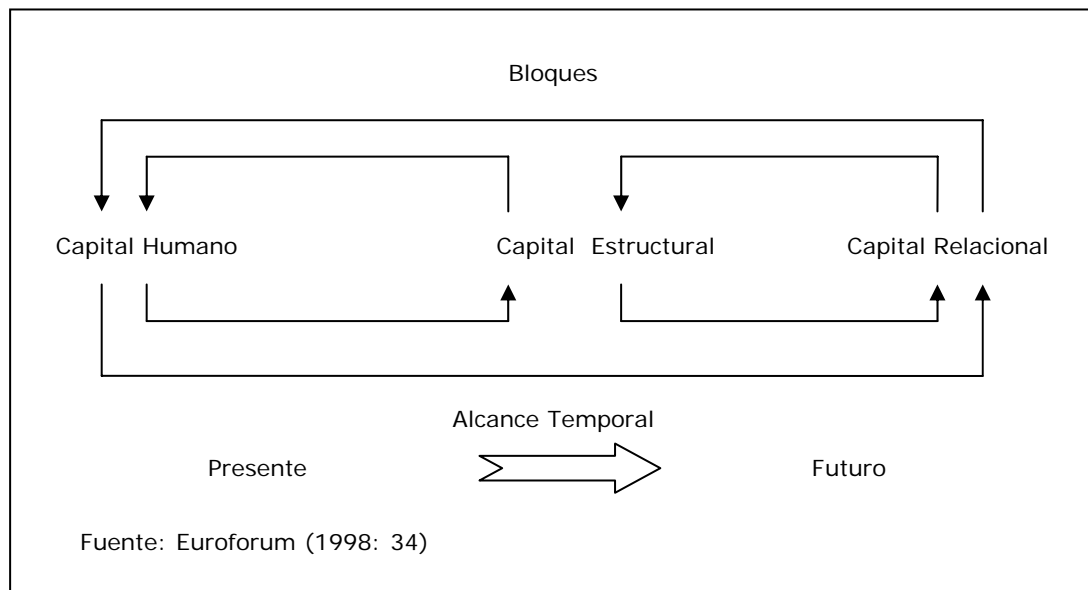 Bloques
Capital Humano Capital Estructural Capital Relacional
Alcance Temporal
Presente Futuro
Fuente: Euroforum (1998: 34)